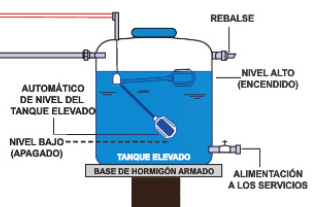 REBALSE
NIVEL ALTO
(ENCENDIDO)
AUTOMÁTICO
DE NIVEL DEL
TANQUE ELEVADO
NIVEL BAJO
(APAGADO)
TANQUE ELEVADO
BASE DE HORMIGÓN ARMADO
ALIMENTACIÓN
A LOS SERVICIOS